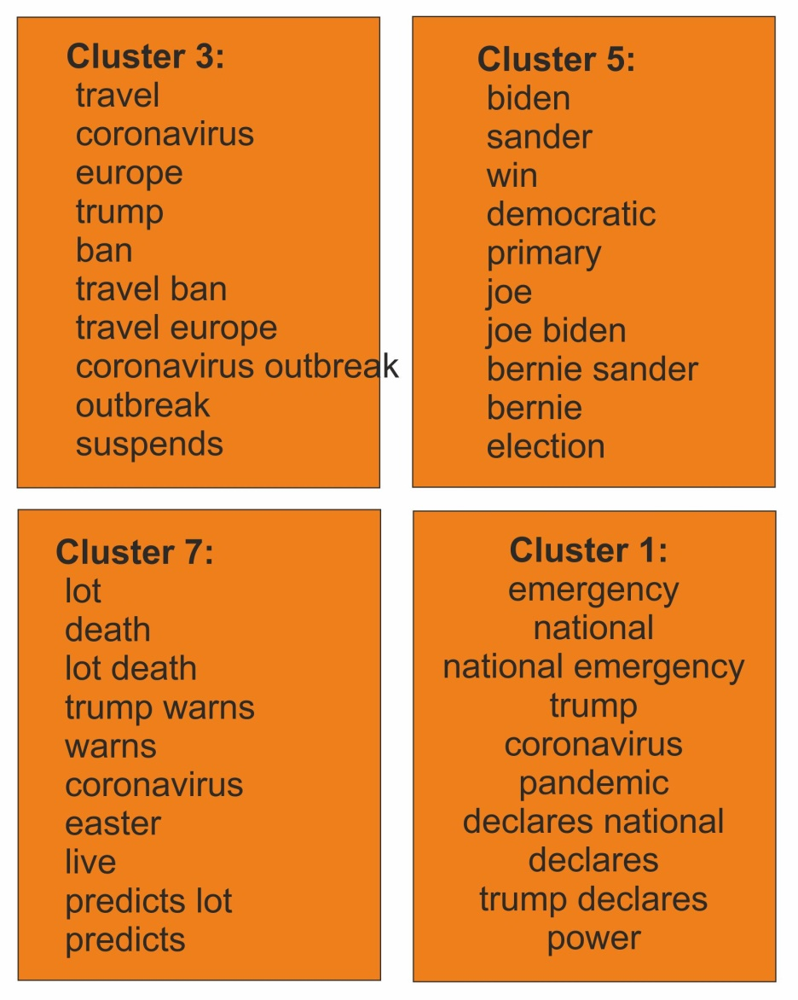 Cluster 3:
travel
coronavirus
europe
trump
ban
travel ban
travel europe
coronavirus outbreak
outbreak
suspends
Cluster 5:
biden
sander
win
democratic
primary
joe
joe biden
bernie sander
bernie
election
Cluster 7:
lot
death
lot death
trump warns
warns
coronavirus
easter
live
predicts lot
predicts
Cluster 1:
emergency
national
national emergency
trump
coronavirus
pandemic
declares national
declares
trump declares
power